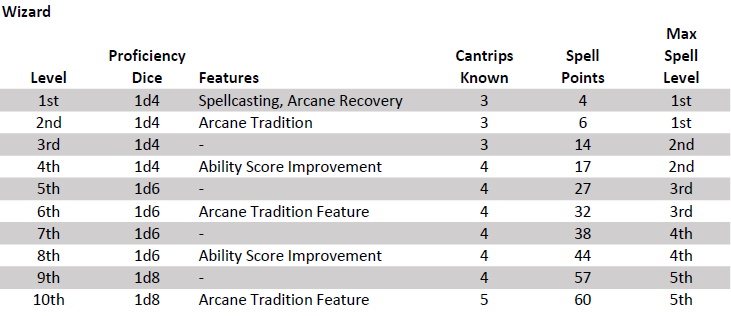 Wizard
Max
Proficiency Cantrips Spell Spell
Level Dice Features Known Points Level
1st 1d4 Spellcasting, Arcane Recovery 3 4 1st
2nd 1d4 Arcane Tradition 3 6 1st
3rd 1d4 - 3 14 2nd
4th 1d4 Ability Score Improvement 4 17 2nd
5th 1d6 - 4 27 3rd
6th 1d6 Arcane Tradition Feature 4 32 3rd
7th 1d6 - 4 38 4th
8th 1d6 Ability Score Improvement 4 44 4th
9th 1d8 - 4 57 5th
10th 1d8 Arcane Tradition Feature 5 60 5th